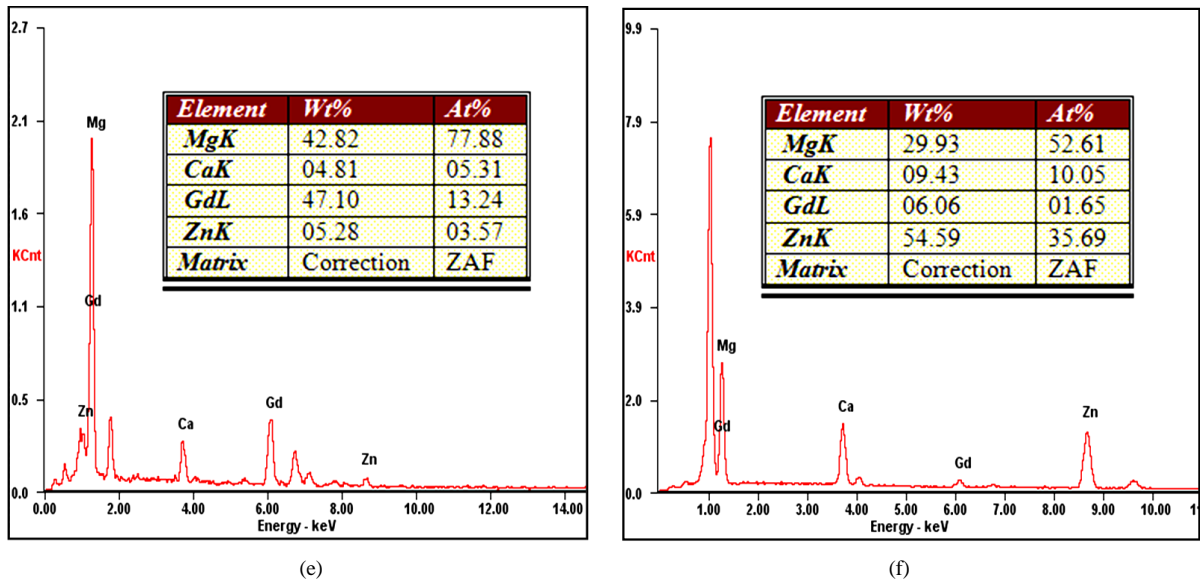 2.7
Element Wt% At%
MgK 42.82 77.88
CaK 04.81 05.31
GdL 47.10 13.24
ZnK 05.28 03.57
Matrix Correction ZAF
2.1
Mg
1.6
KCnt
Gd
1.1
0.5
Zn
Ca
Gd
Zn
0.0
0.00 2.00 4.00 6.00 8.00 10.00 12.00 14.00
Energy - keV
(e)
9.9
Element Wt% At%
MgK 29.93 52.61
CaK 09.43 10.05
GdL 06.06 01.65
ZnK 54.59 35.69
Matrix Correction ZAF
7.9
5.9
KCnt
3.9
Mg
2.0
Gd
Ca
Gd
Zn
0.0
1.00 2.00 3.00 4.00 5.00 6.00 7.00 8.00 9.00 10.00 11
Energy - keV
(f)